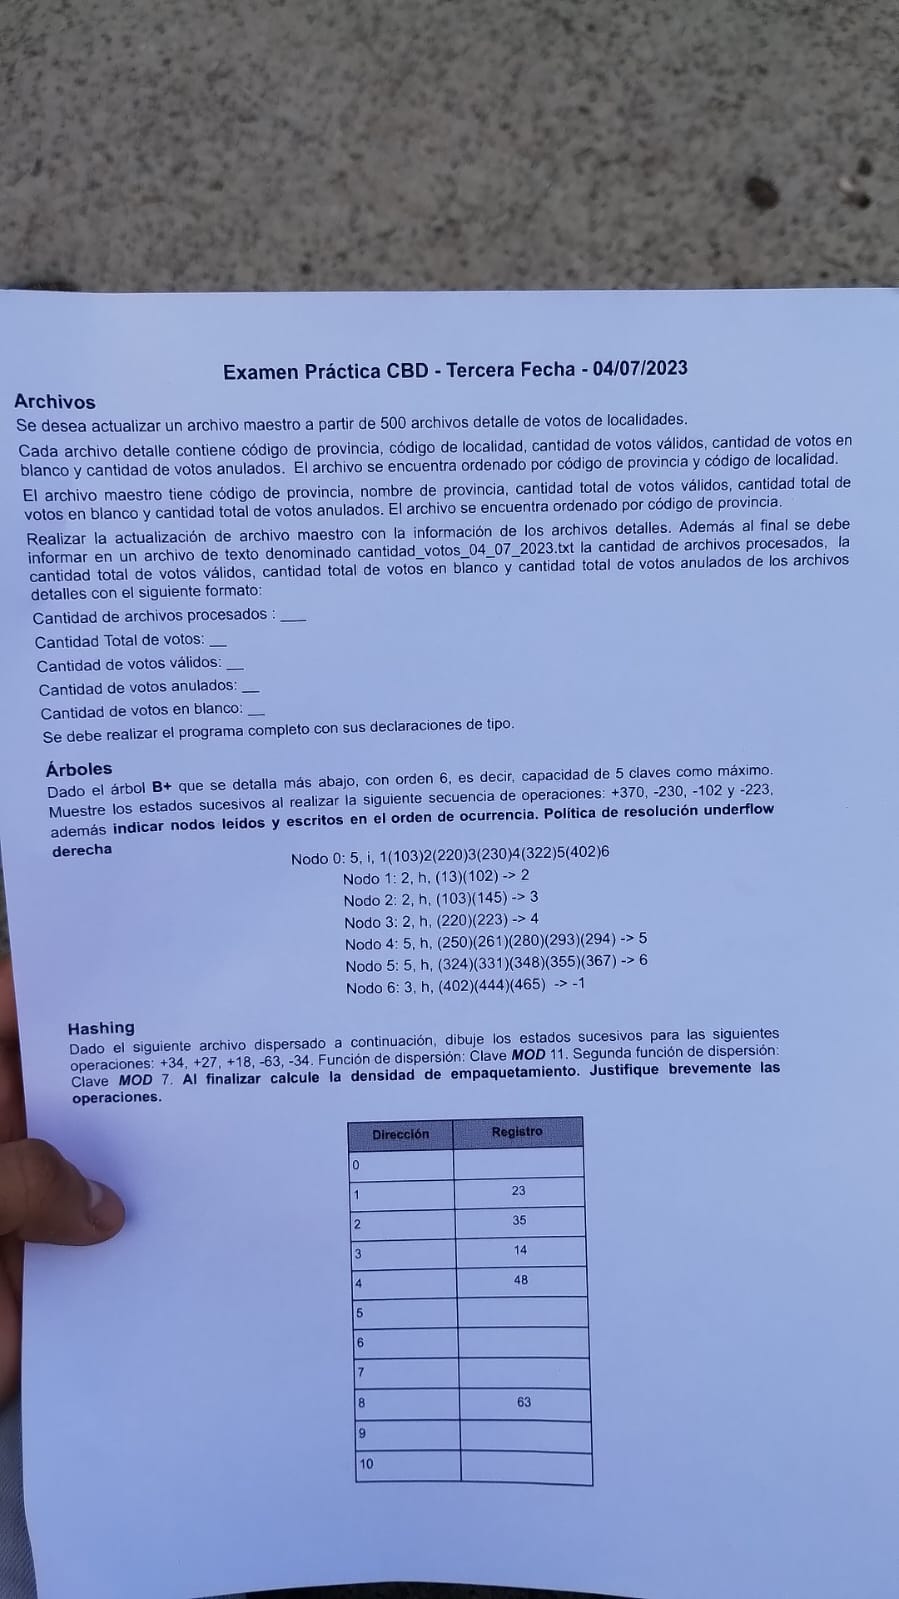 Examen Práctica CBD - Tercera Fecha - 04/07/2023
Archivos
Se desea actualizar un archivo maestro a partir de 500 archivos detalle de votos de localidades.
Cada archivo detalle contiene código de provincia, código de localidad, cantidad de votos válidos, cantidad de votos en
blanco y cantidad de votos anulados. El archivo se encuentra ordenado por código de provincia y código de localidad.
El archivo maestro tiene código de provincia, nombre de provincia, cantidad total de votos válidos, cantidad total de
votos en blanco y cantidad total de votos anulados. El archivo se encuentra ordenado por código de provincia.
Realizar la actualización de archivo maestro con la información de los archivos detalles. Además al final se debe
informar en un archivo de texto denominado cantidad_votos_04_07_2023.txt la cantidad de archivos procesados, la
cantidad total de votos válidos, cantidad total de votos en blanco y cantidad total de votos anulados de los archivos
detalles con el siguiente formato:
Cantidad de archivos procesados : ___
Cantidad Total de votos: __
Cantidad de votos válidos: __
Cantidad de votos anulados: __
Cantidad de votos en blanco: __
Se debe realizar el programa completo con sus declaraciones de tipo.
Árboles
Dado el árbol B+ que se detalla más abajo, con orden 6, es decir, capacidad de 5 claves como máximo.
Muestre los estados sucesivos al realizar la siguiente secuencia de operaciones: +370, -230, -102 y -223,
además indicar nodos leídos y escritos en el orden de ocurrencia. Política de resolución underflow
derecha
Nodo 0: 5, i, 1(103)2(220)3(230)4(322)5(402)6
Nodo 1: 2, h, (13)(102) -> 2
Nodo 2: 2, h, (103)(145) -> 3
Nodo 3: 2, h, (220)(223) -> 4
Nodo 4: 5, h, (250)(261)(280)(293)(294) -> 5
Nodo 5: 5, h, (324)(331)(348)(355)(367) -> 6
Nodo 6: 3, h, (402)(444)(465) -> -1
Hashing
Dado el siguiente archivo dispersado a continuación, dibuje los estados sucesivos para las siguientes
operaciones: +34, +27, +18, -63, -34. Función de dispersión: Clave MOD 11. Segunda función de dispersión:
Clave MOD 7. Al finalizar calcule la densidad de empaquetamiento. Justifique brevemente las
operaciones.
Dirección Registro
0
1 23
2 35
3 14
4 48
5
6
7
8 63
9
10